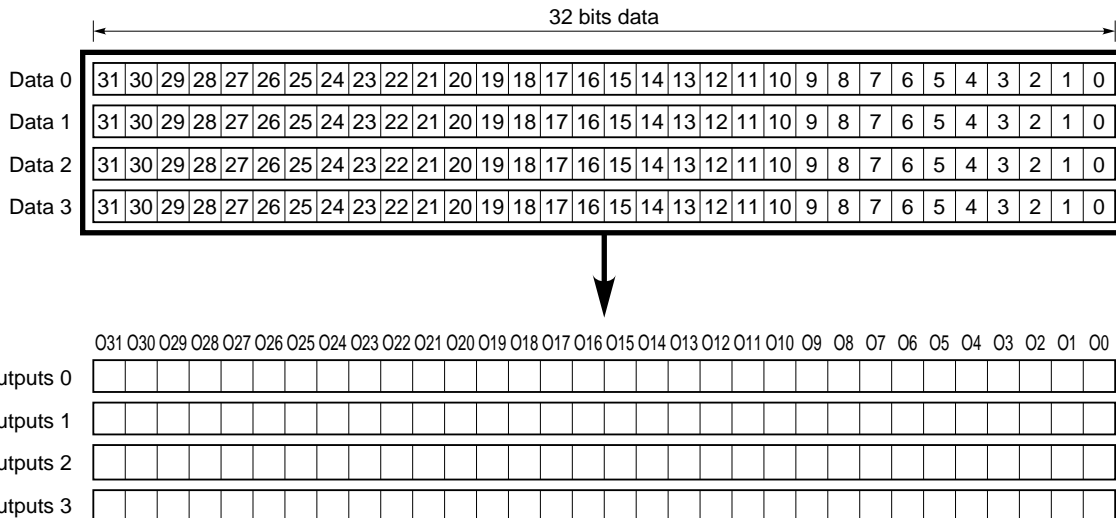 32 bits data
Data 0 31 30 29 28 27 26 25 24 23 22 21 20 19 18 17 16 15 14 13 12 11 10 9 8 7 6 5 4 3 2 1 0
Data 1 31 30 29 28 27 26 25 24 23 22 21 20 19 18 17 16 15 14 13 12 11 10 9 8 7 6 5 4 3 2 1 0
Data 2 31 30 29 28 27 26 25 24 23 22 21 20 19 18 17 16 15 14 13 12 11 10 9 8 7 6 5 4 3 2 1 0
Data 3 31 30 29 28 27 26 25 24 23 22 21 20 19 18 17 16 15 14 13 12 11 10 9 8 7 6 5 4 3 2 1 0
O31 O30 O29 O28 O27 O26 O25 O24 O23 O22 O21 O20 O19 O18 O17 O16 O15 O14 O13 O12 O11 O10 O9 O8 O7 O6 O5 O4 O3 O2 O1 O0
utputs 0
utputs 1
utputs 2
utputs 3